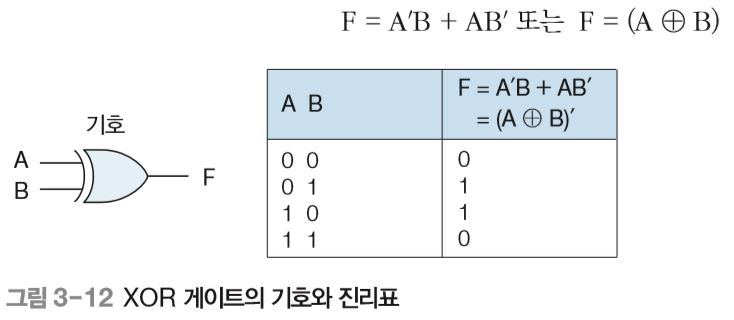 F = A′B + AB′ 또는 F = (A ⊕ B)
기호
A
B
F
A B
F = A′B + AB′
= (A ⊕ B)′
0 0 0
0 1 1
1 0 1
1 1 0
그림 3-12 XOR 게이트의 기호와 진리표